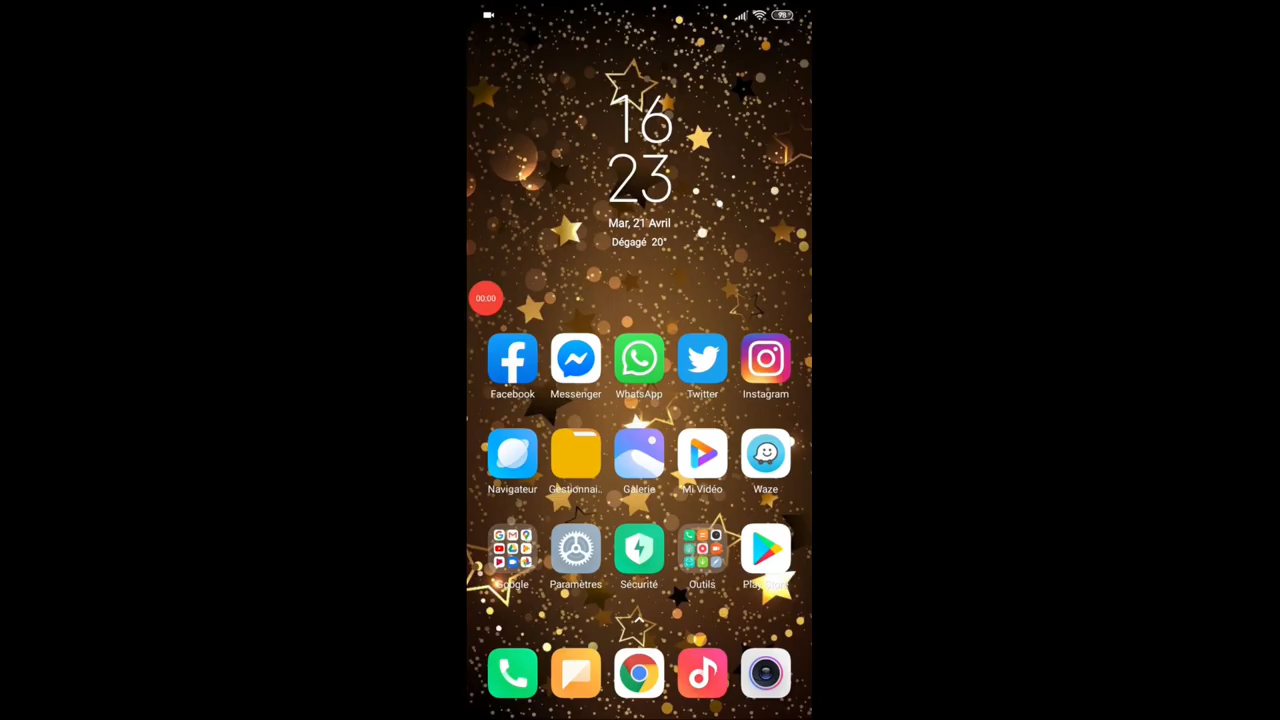 98
16
23
Mar, 21 Avril
Dégagé 20°
00:00
Facebook Messenger WhatsApp Twitter Instagram
Navigateur Gestionnai.. Galerie Mi Vidéo Waze
Google Paramètres Sécurité Outils Play Store